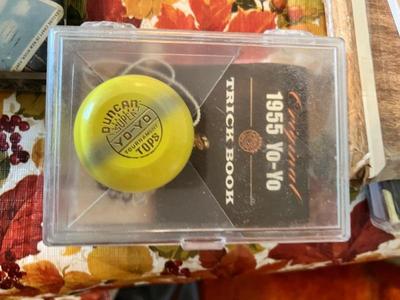 DUNCAN
SUPER
YO-YO
TOURNAMENT
TOPS
Original
1955 Yo-Yo
TRICK BOOK